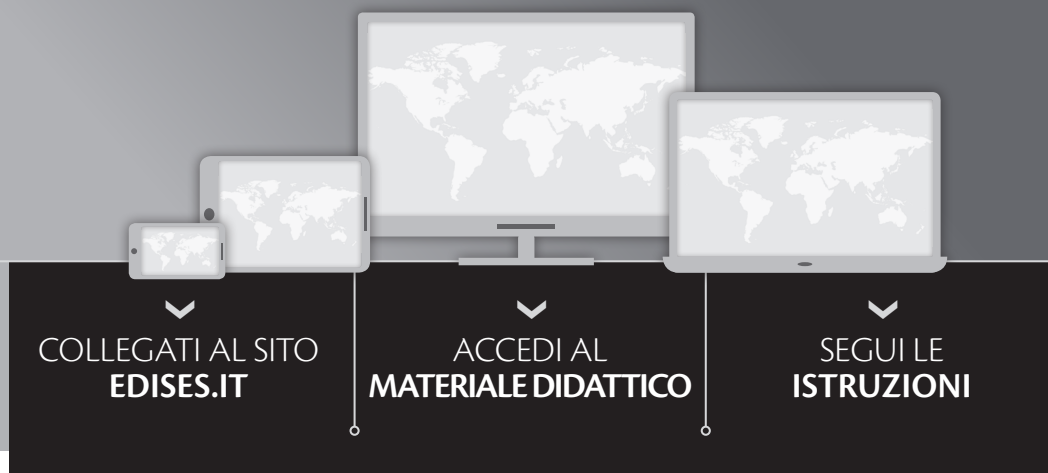 COLLEGATI AL SITO
EDISES.IT
ACCEDI AL
MATERIALE DIDATTICO
SEGUI LE
ISTRUZIONI